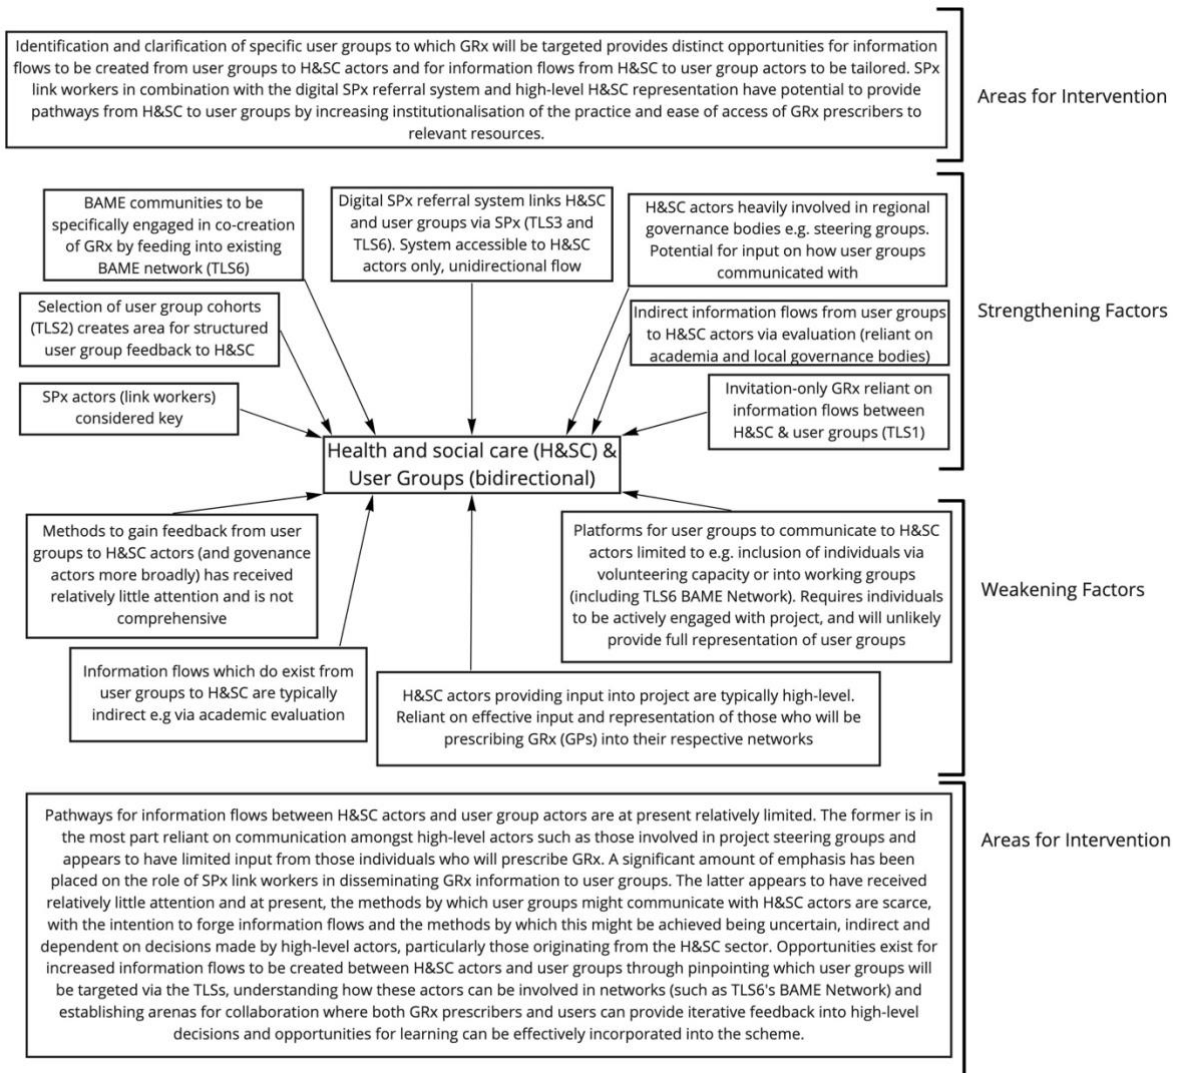 Identification and clarification of specific user groups to which GRx will be targeted provides distinct opportunities for information
flows to be created from user groups to H&SC actors and for information flows from H&SC to user group actors to be tailored. SPx
link workers in combination with the digital SPx referral system and high-level H&SC representation have potential to provide
pathways from H&SC to user groups by increasing institutionalisation of the practice and ease of access of GRx prescribers to
relevant resources.
Areas for Intervention
BAME communities to be
specifically engaged in co-creation
of GRx by feeding into existing
BAME network (TLS6)
Digital SPx referral system links H&SC
and user groups via SPx (TLS3 and
TLS6). System accessible to H&SC
actors only, unidirectional flow
H&SC actors heavily involved in regional
governance bodies e.g. steering groups.
Potential for input on how user groups
communicated with
Selection of user group cohorts
(TLS2) creates area for structured
user group feedback to H&SC
Indirect information flows from user groups
to H&SC actors via evaluation (reliant on
academia and local governance bodies)
Strengthening Factors
SPx actors (link workers)
considered key
Invitation-only GRx reliant on
information flows between
H&SC & user groups (TLS1)
Health and social care (H&SC) &
User Groups (bidirectional)
Methods to gain feedback from user
groups to H&SC actors (and govenance
actors more broadly) has received
relatively little attention and is not
comprehensive
Platforms for user groups to communicate to H&SC
actors limited to e.g. inclusion of individuals via
volunteering capacity or into working groups
(including TLS6 BAME Network). Requires individuals
to be actively engaged with project, and will unlikely
provide full representation of user groups
Weakening Factors
Information flows which do exist from
user groups to H&SC are typically
indirect e.g via academic evaluation
H&SC actors providing input into project are typically high-level.
Reliant on effective input and representation of those who will be
prescribing GRx (GPs) into their respective networks
Pathways for information flows between H&SC actors and user group actors are at present relatively limited. The former is in
the most part reliant on communication amongst high-level actors such as those involved in project steering groups and
appears to have limited input from those individuals who will prescribe GRx. A significant amount of emphasis has been
placed on the role of SPx link workers in disseminating GRx information to user groups. The latter appears to have received
relatively little attention and at present, the methods by which user groups might communicate with H&SC actors are scarce,
with the intention to forge information flows and the methods by which this might be achieved being uncertain, indirect and
dependent on decisions made by high-level actors, particularly those originating from the H&SC sector. Opportunities exist for
increased information flows to be created between H&SC actors and user groups through pinpointing which user groups will
be targeted via the TLSs, understanding how these actors can be involved in networks (such as TLS6's BAME Network) and
establishing arenas for collaboration where both GRx prescribers and users can provide iterative feedback into high-level
decisions and opportunities for learning can be effectively incorporated into the scheme.
Areas for Intervention